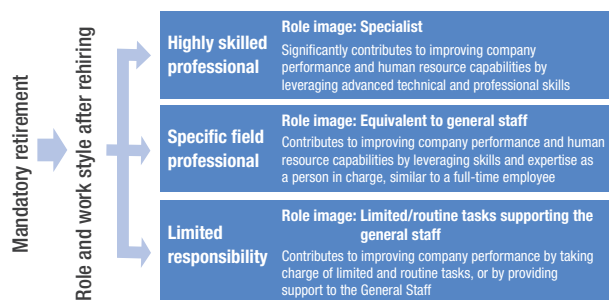 Mandatory retirement
Role and work style after rehiring
Highly skilled
professional
Role image: Specialist
Significantly contributes to improving company
performance and human resource capabilities by
leveraging advanced technical and professional skills
Specific field
professional
Role image: Equivalent to general staff
Contributes to improving company performance and human
resource capabilities by leveraging skills and expertise as
a person in charge, similar to a full-time employee
Limited
responsibility
Role image: Limited/routine tasks supporting the
general staff
Contributes to improving company performance by taking
charge of limited and routine tasks, or by providing
support to the General Staff